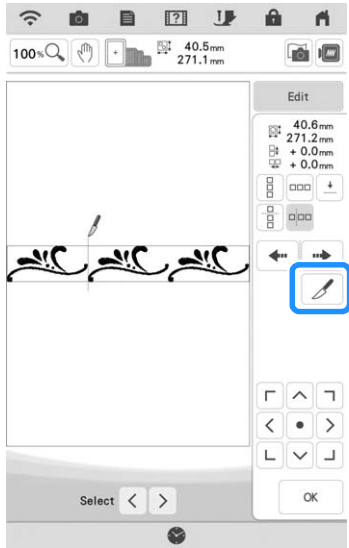 100% 40.5mm
271.1mm
Edit
40.6mm
271.2mm
+ 0.0mm
+ 0.0mm
Select
OK